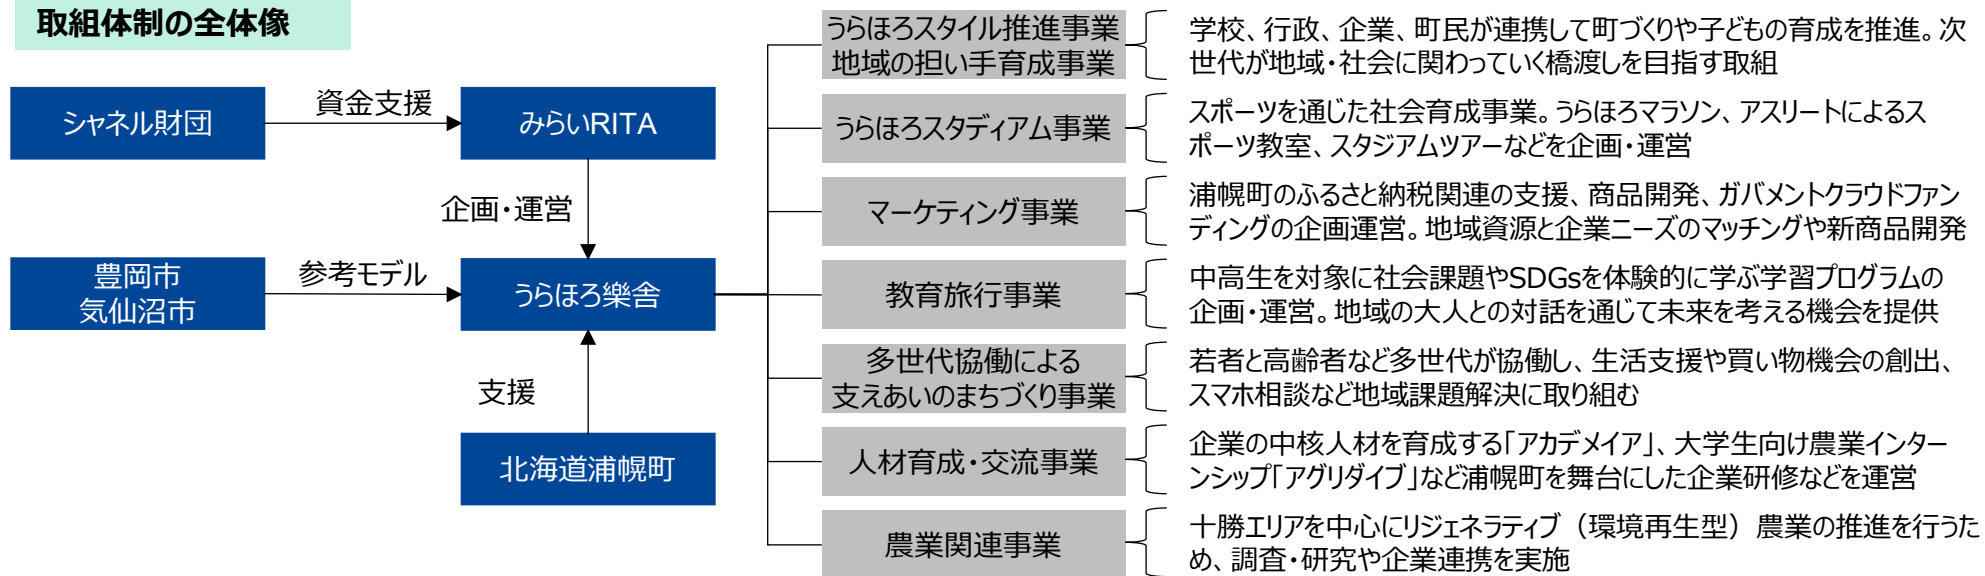 取組体制の全体像
シャネル財団
資金支援
みらいRITA
企画・運営
豊岡市
気仙沼市
参考モデル
うらほろ樂舎
支援
北海道浦幌町
うらほろスタイル推進事業
地域の担い手育成事業
学校、行政、企業、町民が連携して町づくりや子どもの育成を推進。次
世代が地域・社会に関わっていく橋渡しを目指す取組
うらほろスタディアム事業
スポーツを通じた社会育成事業。うらほろマラソン、アスリートによるス
ポーツ教室、スタジアムツアーなどを企画・運営
マーケティング事業
浦幌町のふるさと納税関連の支援、商品開発、ガバメントクラウドファン
ディングの企画運営。地域資源と企業ニーズのマッチングや新商品開発
教育旅行事業
中高生を対象に社会課題やSDGsを体験的に学ぶ学習プログラムの
企画・運営。地域の大人との対話を通じて未来を考える機会を提供
多世代協働による
支えあいのまちづくり事業
若者と高齢者など多世代が協働し、生活支援や買い物機会の創出、
スマホ相談など地域課題解決に取り組む
人材育成・交流事業
企業の中核人材を育成する「アカデメイア」、大学生向け農業インター
ンシップ「アグリダイブ」など浦幌町を舞台にした企業研修などを運営
農業関連事業
十勝エリアを中心にリジェネラティブ（環境再生型）農業の推進を行うた
め、調査・研究や企業連携を実施